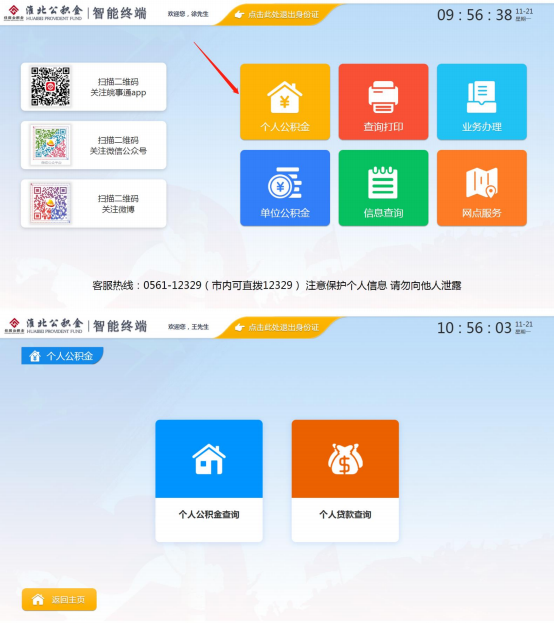 淮北公积金 智能终端
HUAIBEI PROVIDENT FUND
欢迎您，徐先生
点击此处退出身份证
09：56：38
11-21
星期一
扫描二维码
关注皖事通app
扫描二维码
关注微信公众号
扫描二维码
关注微博
个人公积金
查询打印
业务办理
单位公积金
信息查询
网点服务
客服热线：0561-12329（市内可直拨12329） 注意保护个人信息 请勿向他人泄露
淮北公积金 智能终端
HUAIBEI PROVIDENT FUND
欢迎您，王先生
点击此处退出身份证
10：56：03
11-21
星期一
个人公积金
个人公积金查询
个人贷款查询
返回主页